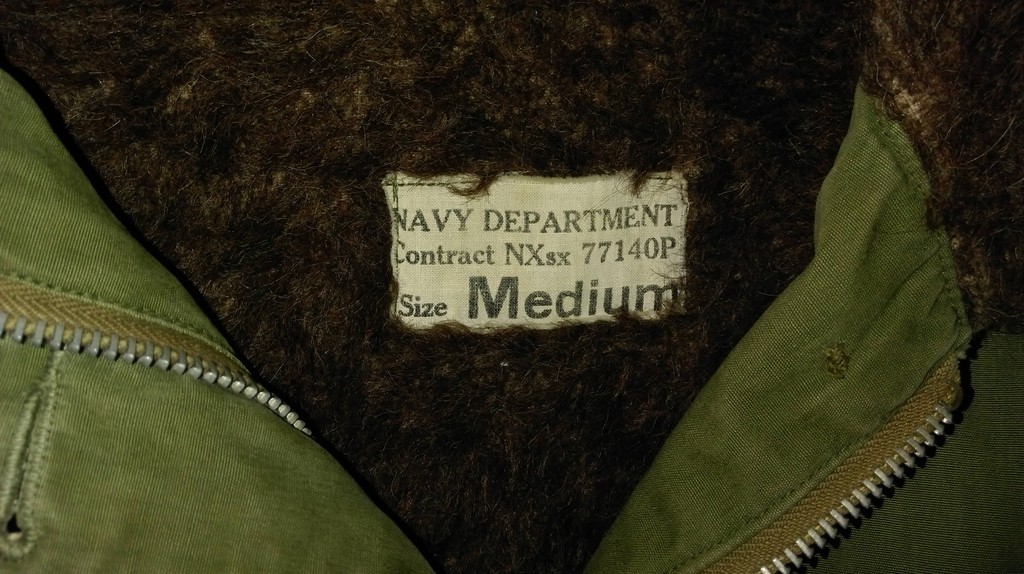 NAVY DEPARTMENT
Contract NXsx 77140P
Size Medium